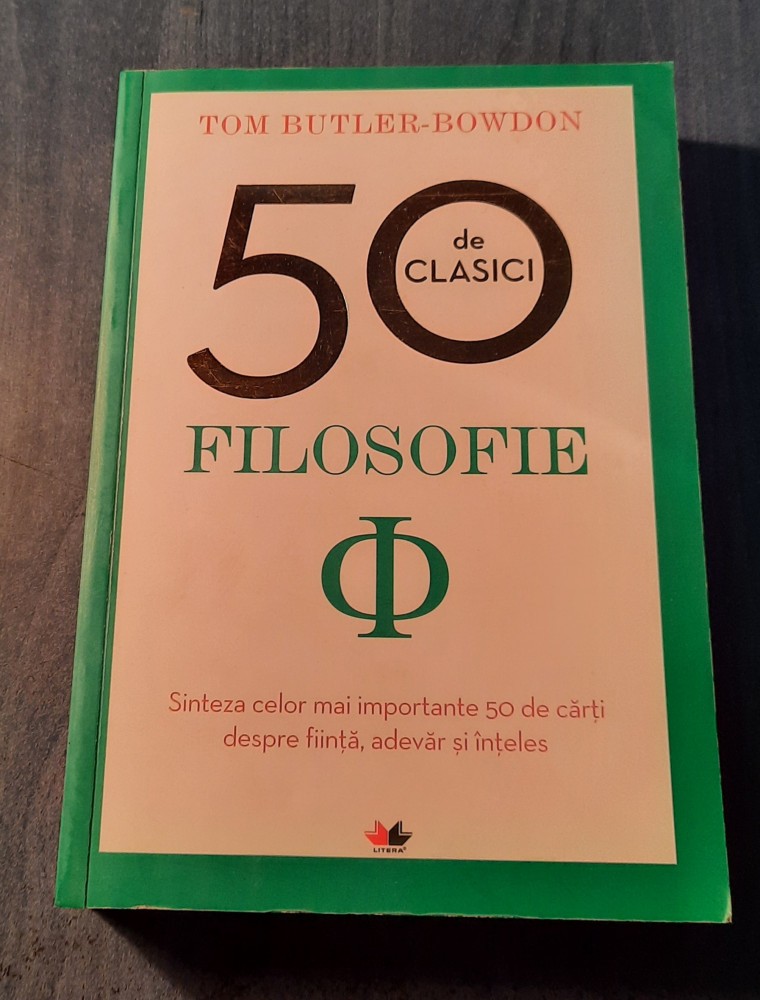 TOM BUTLER-BOWDON
50
de
CLASICI
FILOSOFIE
Φ
Sinteza celor mai importante 50 de cărți
despre ființă, adevăr și înțeles
LITERA®